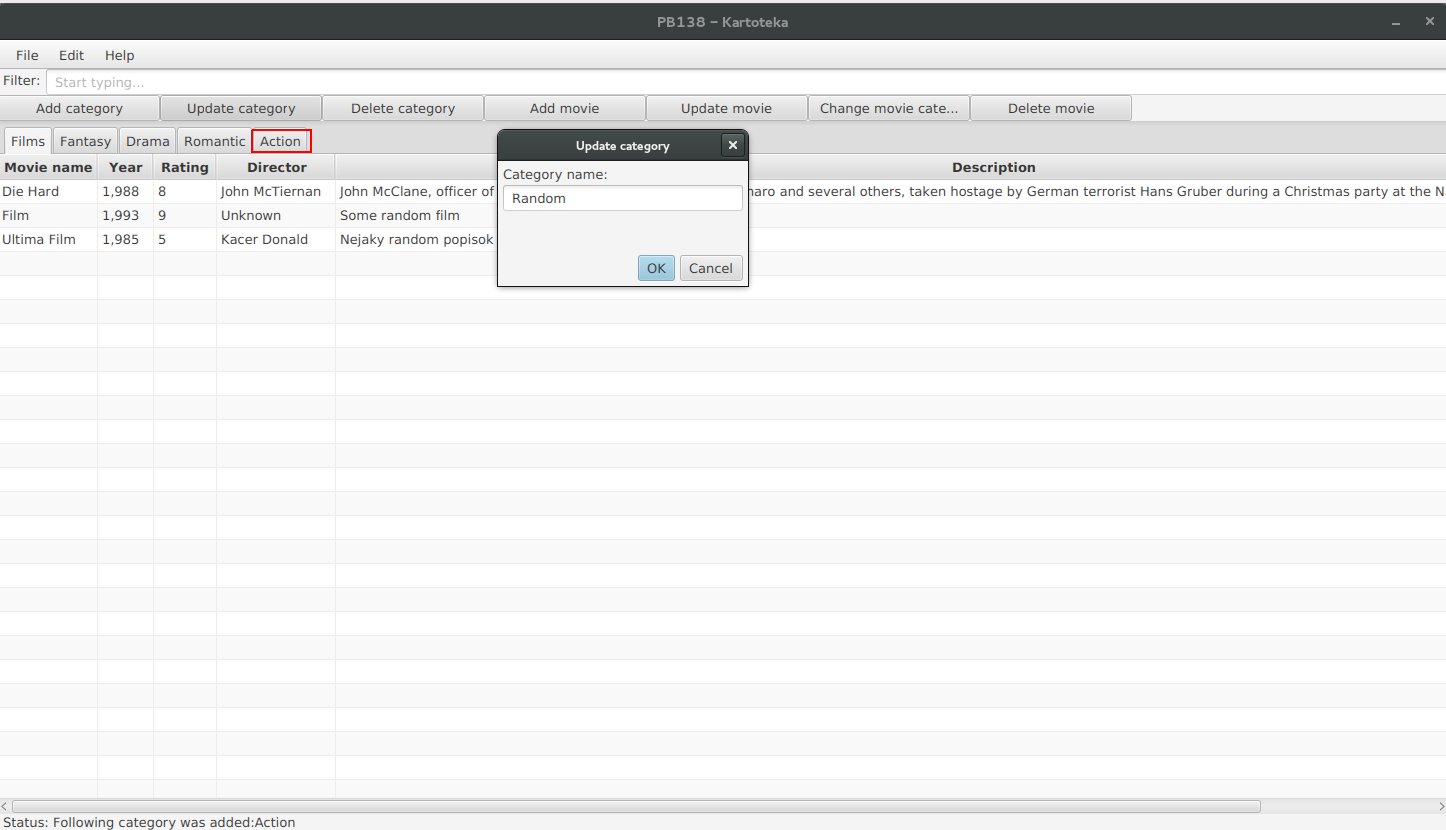 PB138 – Kartoteka
File Edit Help
Filter: Start typing...
Add category Update category Delete category Add movie Update movie Change movie cate... Delete movie
Films Fantasy Drama Romantic Action
Update category
Category name:
Random
OK Cancel
Movie name Year Rating Director Description
Die Hard 1,988 8 John McTiernan John McClane, officer of haro and several others, taken hostage by German terrorist Hans Gruber during a Christmas party at the N
Film 1,993 9 Unknown Some random film
Ultima Film 1,985 5 Kacer Donald Nejaky random popisok
Status: Following category was added:Action